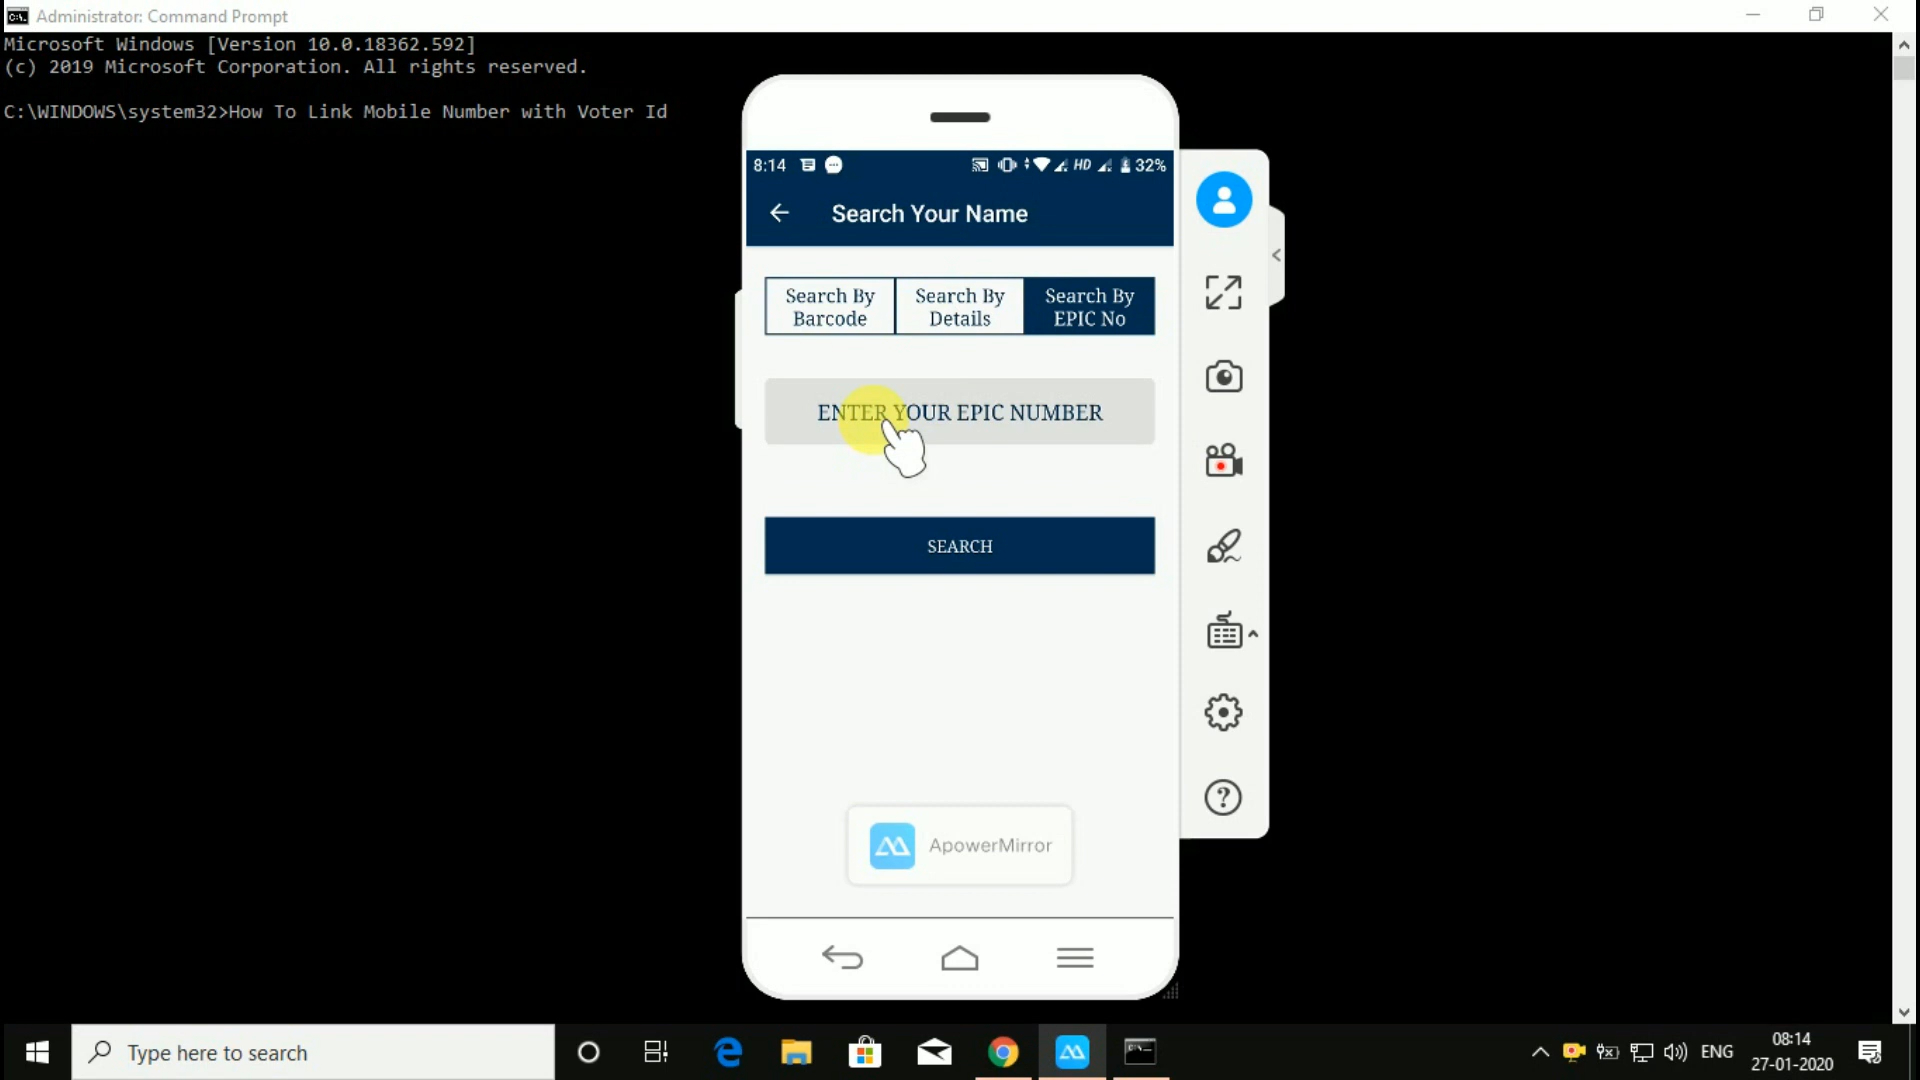 Administrator: Command Prompt
Microsoft Windows [Version 10.0.18362.592]
(c) 2019 Microsoft Corporation. All rights reserved.
C:\WINDOWS\system32>How To Link Mobile Number with Voter Id
8:14
HD
32%
Search Your Name
Search By
Barcode
Search By
Details
Search By
EPIC No
ENTER YOUR EPIC NUMBER
SEARCH
ApowerMirror
Type here to search
ENG
08:14
27-01-2020